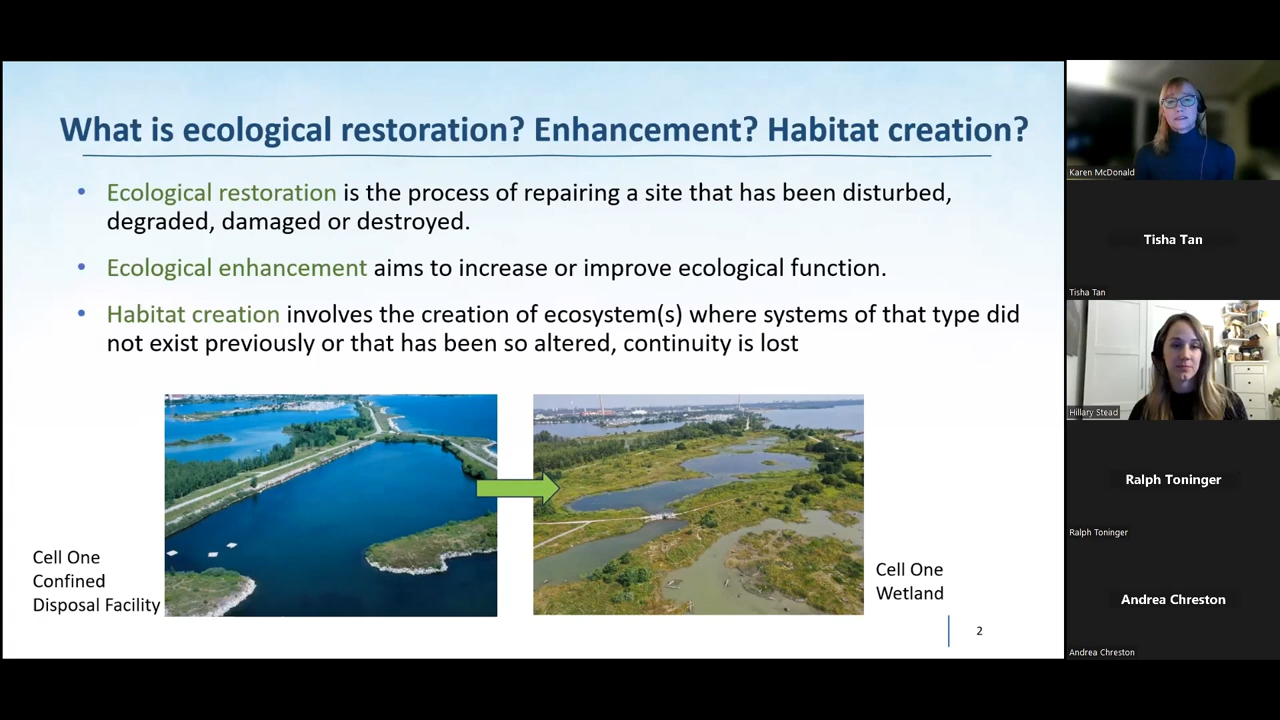 What is ecological restoration? Enhancement? Habitat creation?
• Ecological restoration is the process of repairing a site that has been disturbed,
degraded, damaged or destroyed.
• Ecological enhancement aims to increase or improve ecological function.
• Habitat creation involves the creation of ecosystem(s) where systems of that type did
not exist previously or that has been so altered, continuity is lost
Cell One
Confined
Disposal Facility
Cell One
Wetland
2
Karen McDonald
Tisha Tan
Tisha Tan
Hillary Stead
Ralph Toninger
Ralph Toninger
Andrea Chreston
Andrea Chreston